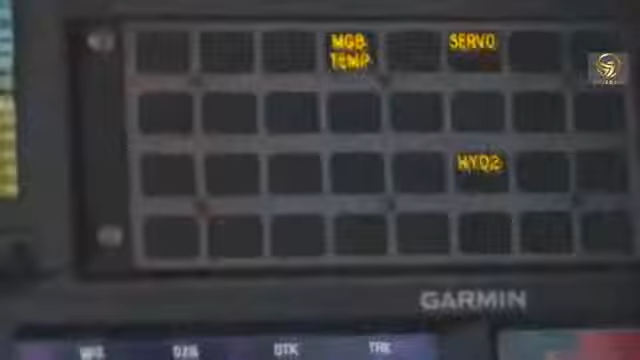 MGB
TEMP
SERVO
HYD2
GARMIN
DTK
TRK